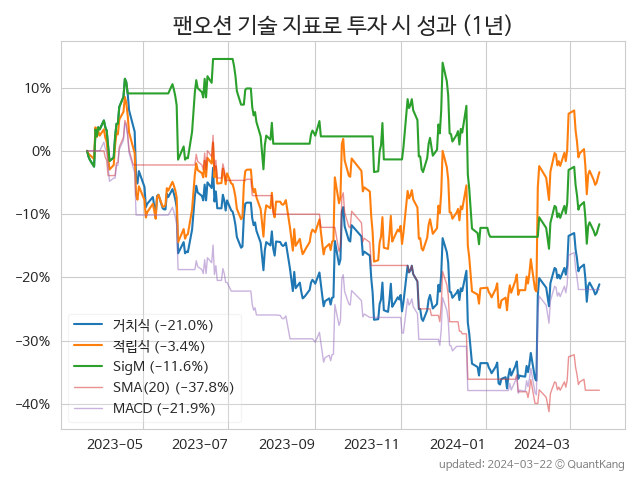 팬오션 기술 지표로 투자 시 성과 (1년)
10%
0%
−10%
−20%
−30%
−40%
거치식 (−21.0%)
적립식 (−3.4%)
SigM (−11.6%)
SMA(20) (−37.8%)
MACD (−21.9%)
2023-05
2023-07
2023-09
2023-11
2024-01
2024-03
updated: 2024-03-22 © QuantKang